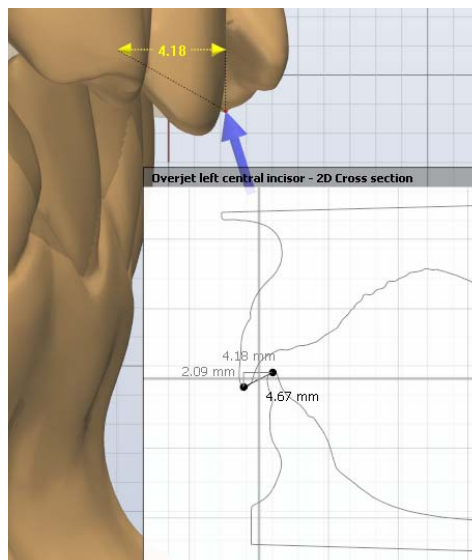 4.18
Overjet left central incisor - 2D Cross section
4.18 mm
2.09 mm
4.67 mm